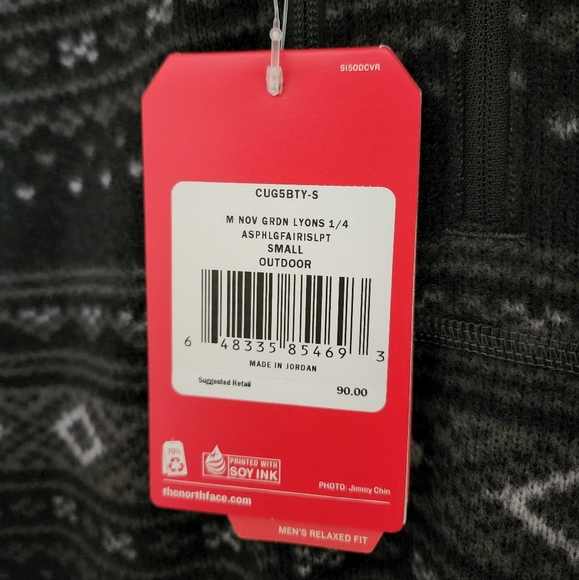 SI50DCVR
CUG5BTY-S
M NOV GRDN LYONS 1/4
ASPHLGFAIRISLPT
SMALL
OUTDOOR
6 48335 85469 3
MADE IN JORDAN
Suggested Retail 90.00
70%
PRINTED WITH
SOY INK
PHOTO: Jimmy Chin
thenorthface.com
MEN'S RELAXED FIT